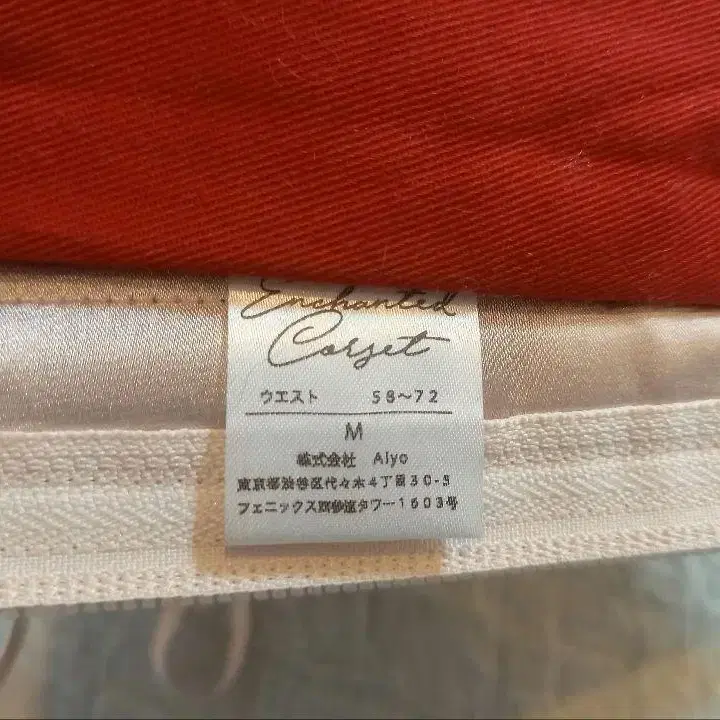 Enchanted
Corset
ウエスト 58~72
M
株式会社 Aiyo
東京都渋谷区代々木4丁目30-3
フェニックス西参道タワー1603号